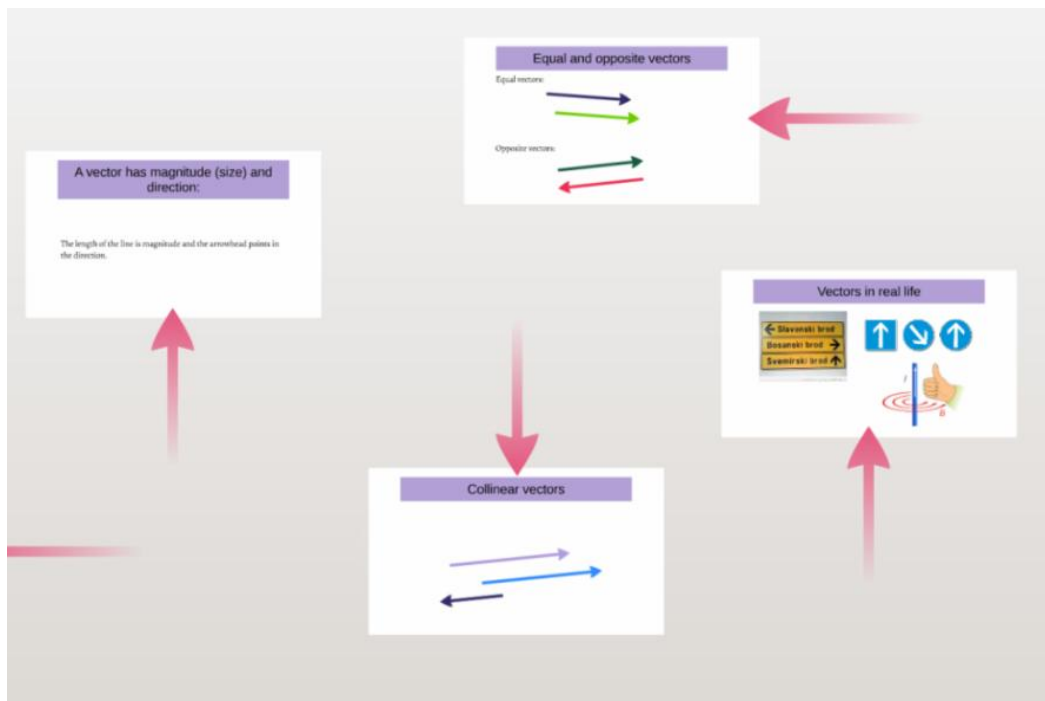 Equal and opposite vectors
Equal vectors:
Opposite vectors:
A vector has magnitude (size) and
direction:
The length of the line is magnitude and the arrowhead points in
the direction.
Vectors in real life
Slavonski brod
Bosanski brod
Svemirski brod
I
B
Collinear vectors